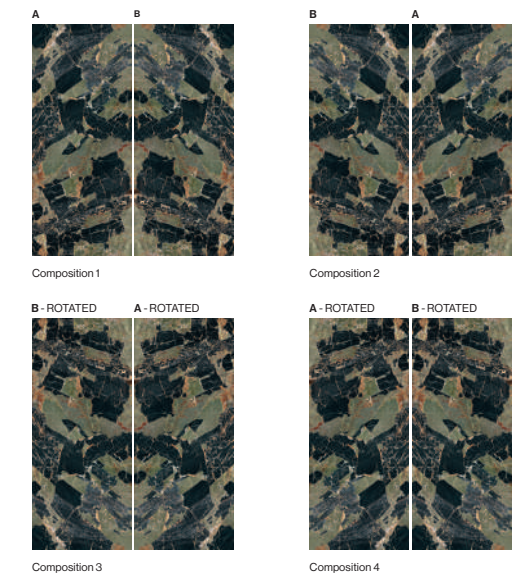 A B B A
Composition 1 Composition 2
B - ROTATED A - ROTATED A - ROTATED B - ROTATED
Composition 3 Composition 4